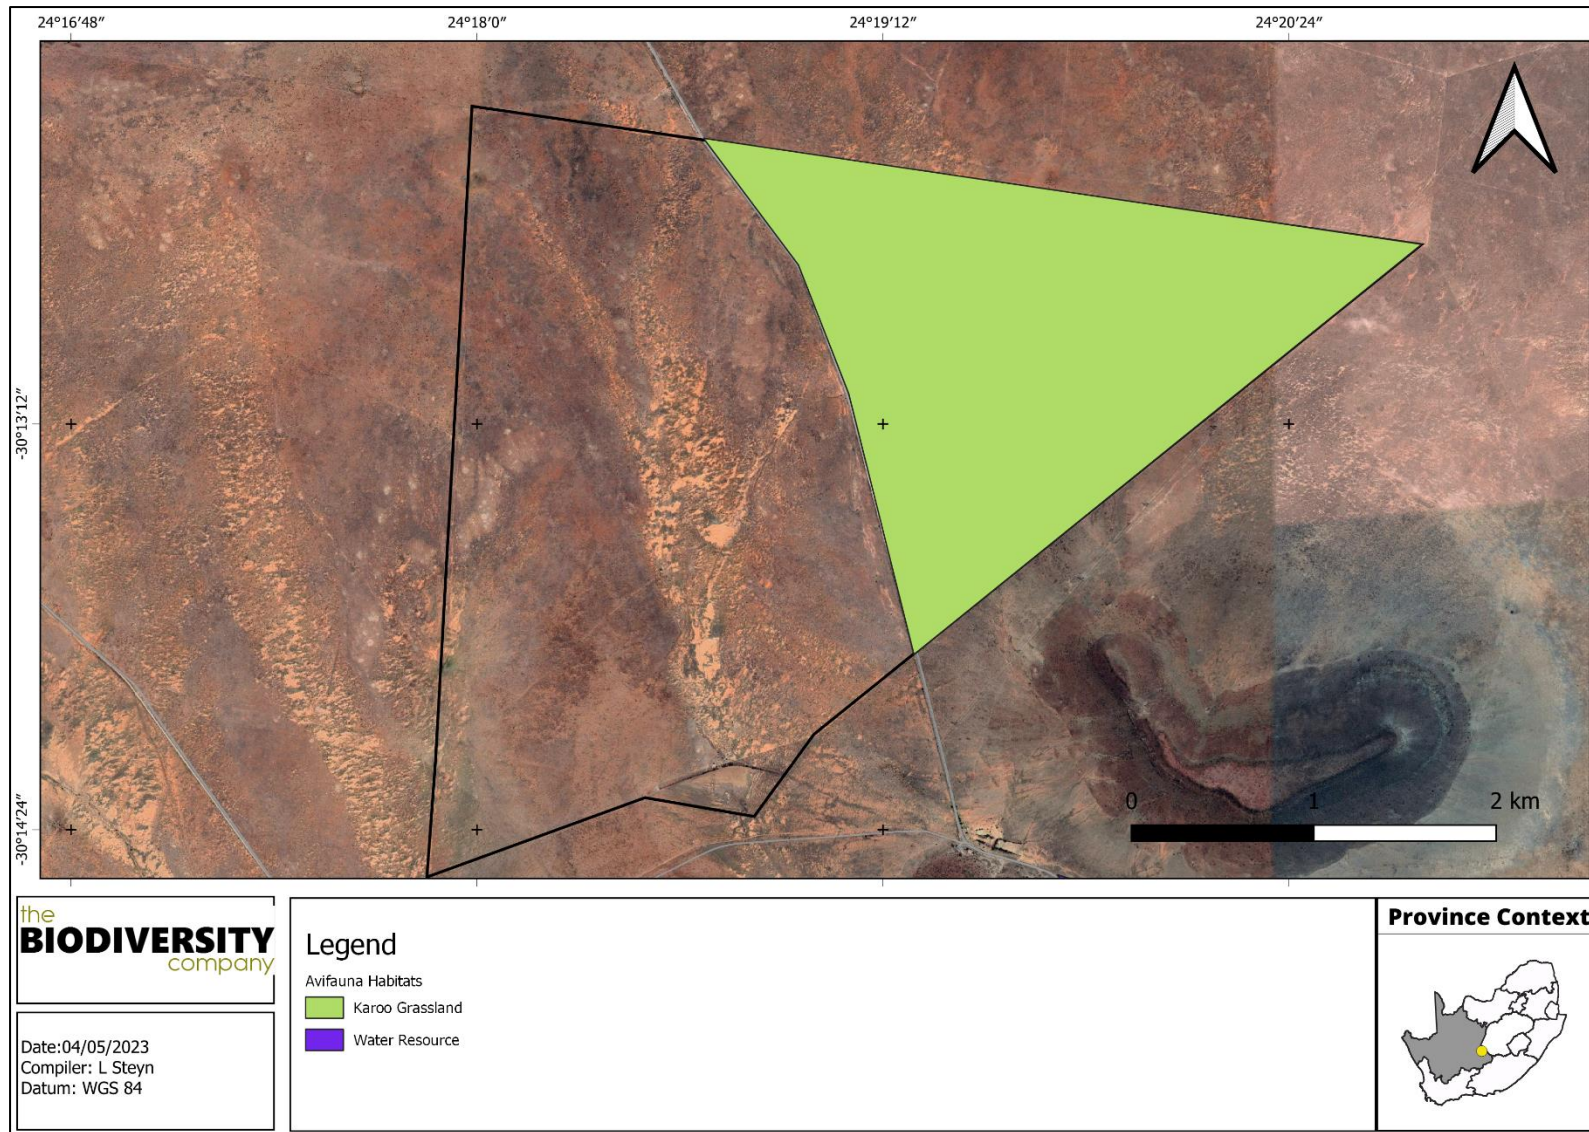 24°16′48″ 24°18′0″ 24°19′12″ 24°20′24″
-30°13′12″
-30°14′24″
0 1 2 km
the
BIODIVERSITY
company
Date:04/05/2023
Compiler: L Steyn
Datum: WGS 84
Legend
Avifauna Habitats
Karoo Grassland
Water Resource
Province Context